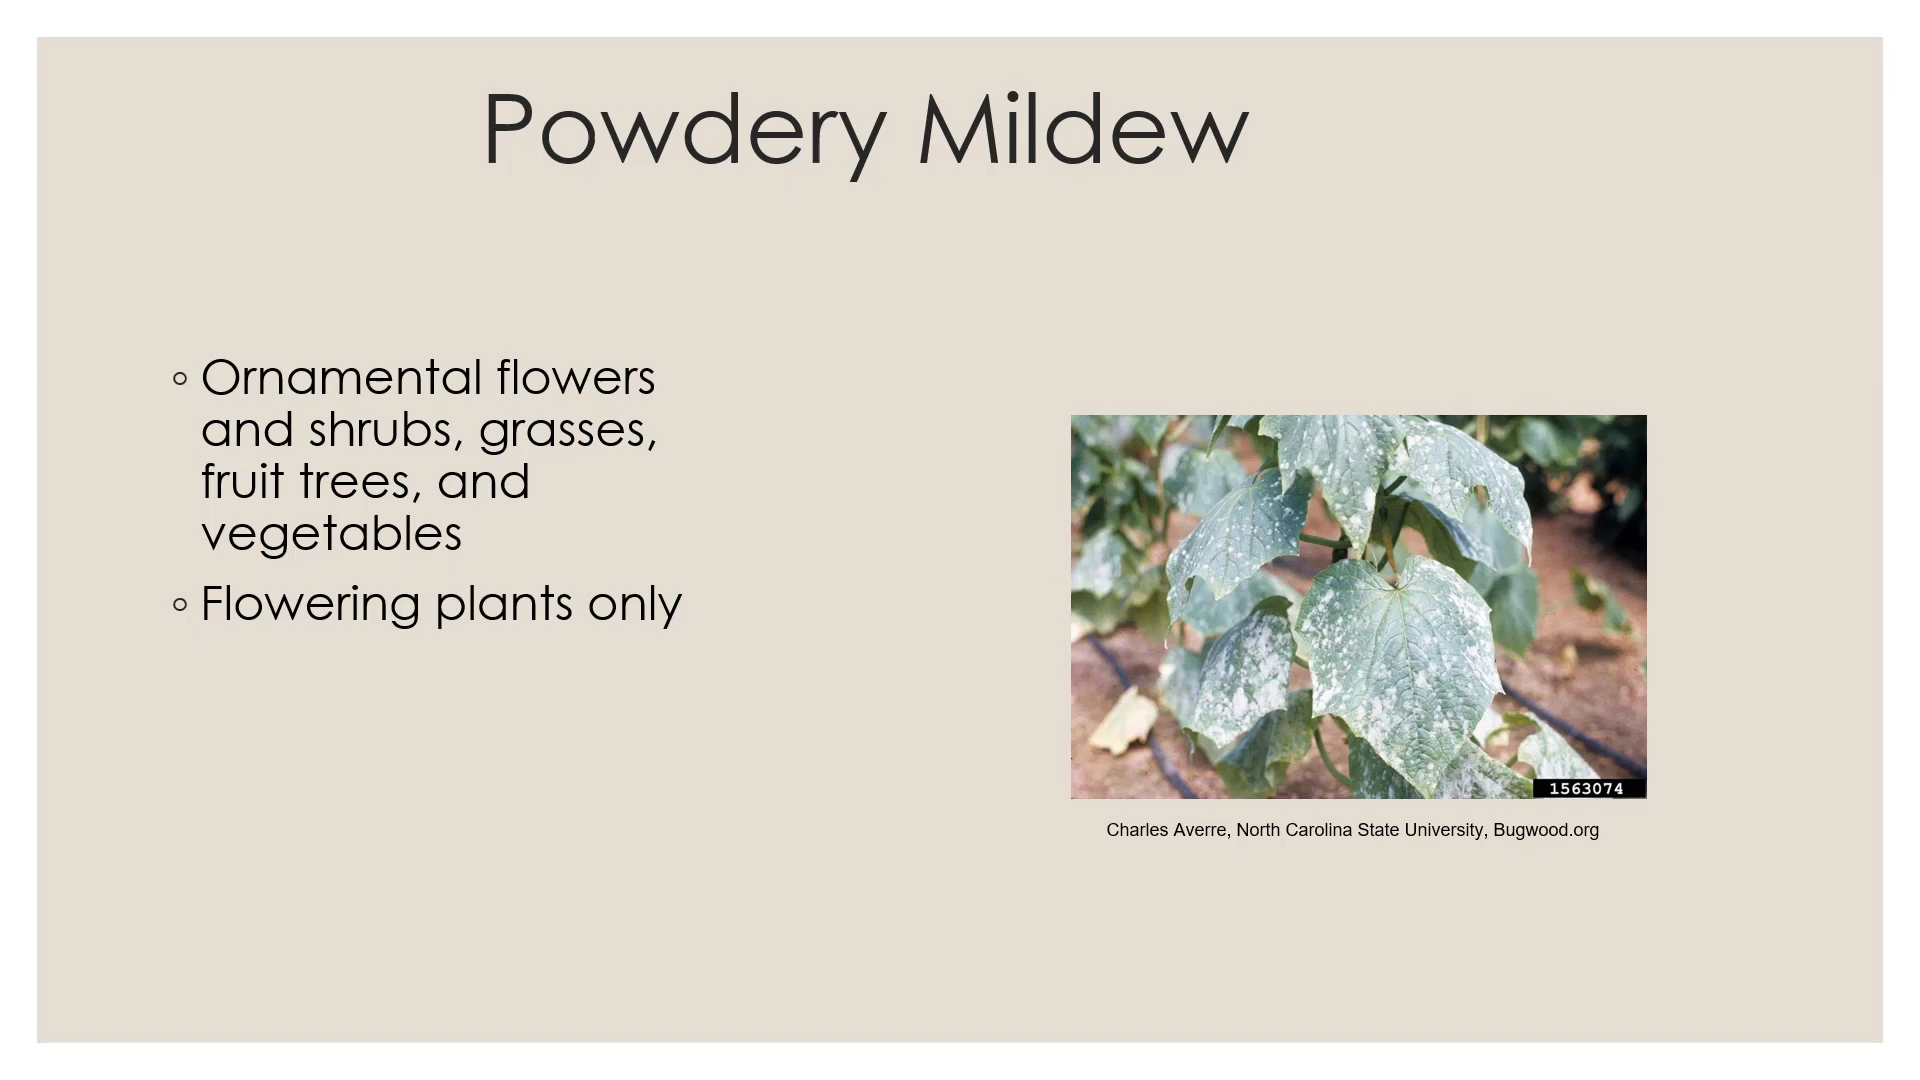 Powdery Mildew
◦ Ornamental flowers
and shrubs, grasses,
fruit trees, and
vegetables
◦ Flowering plants only
1563074
Charles Averre, North Carolina State University, Bugwood.org